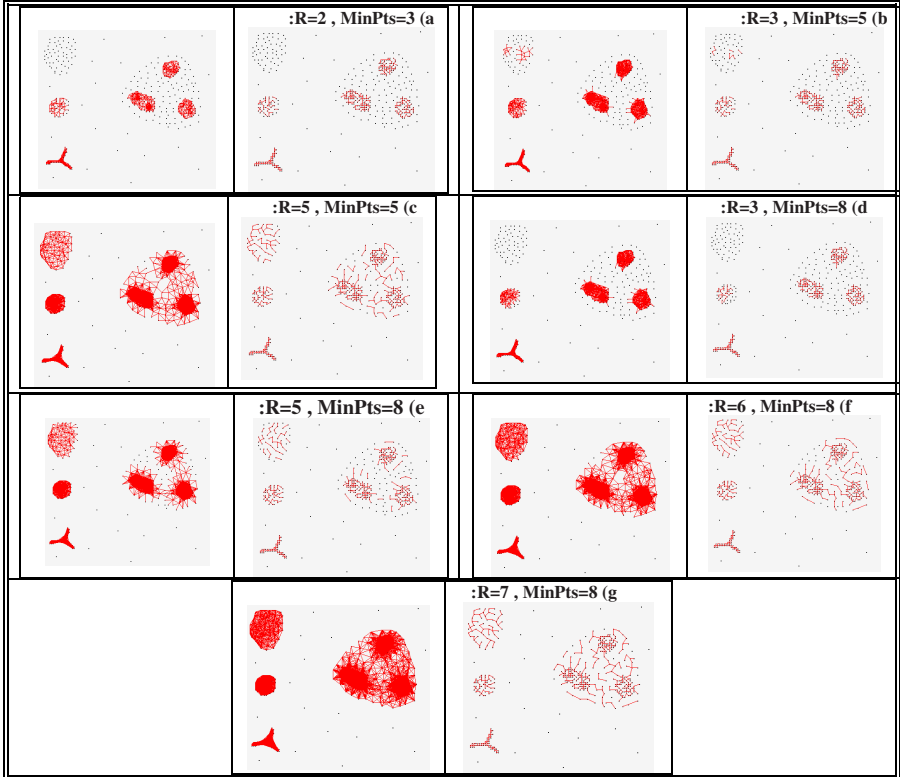 :R=2 , MinPts=3 (a
:R=3 , MinPts=5 (b
:R=5 , MinPts=5 (c
:R=3 , MinPts=8 (d
:R=5 , MinPts=8 (e
:R=6 , MinPts=8 (f
:R=7 , MinPts=8 (g